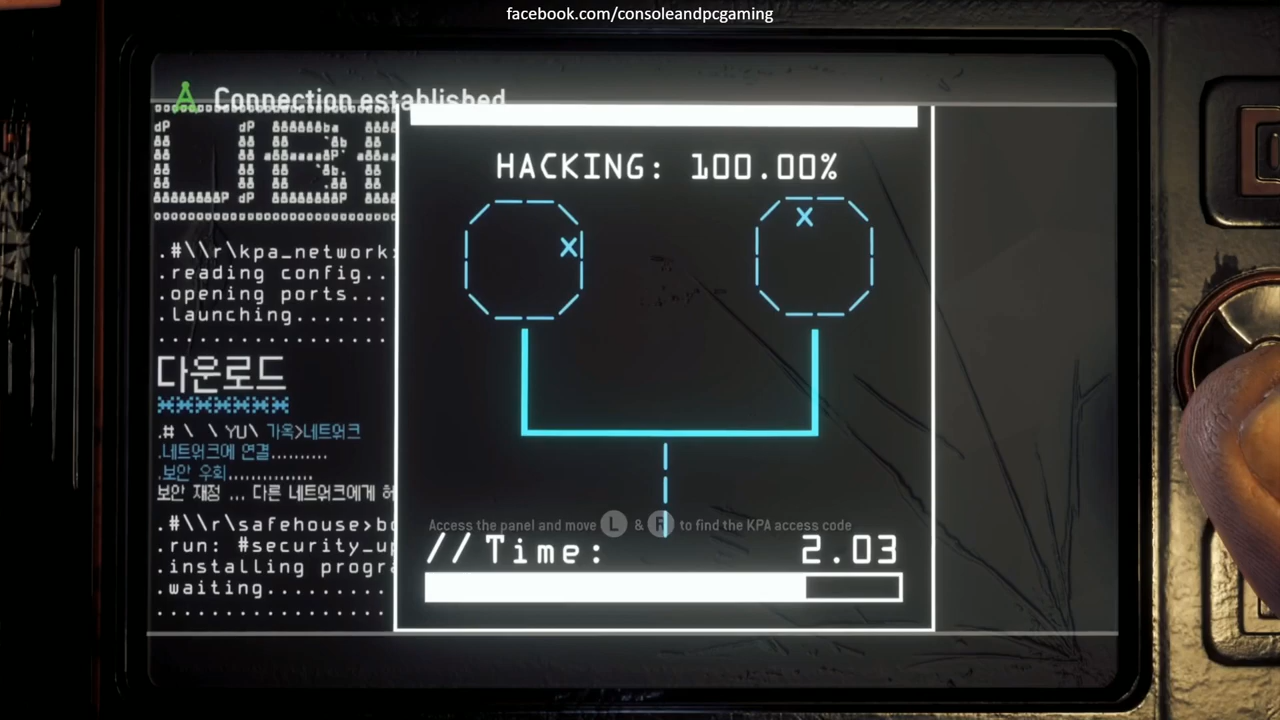 facebook.com/consoleandpcgaming
Connection established
HACKING: 100.00%
X
X
.#\\r\kpa_network:
.reading config..
.opening ports...
.launching.......
.................
다운로드
*******
.# \ \ YU\ 가옥>네트워크
.네트워크에 연결..........
.보안 우회...............
보안 재정 ... 다른 네트워크에게 허
.#\\r\safehouse>bo
.run: #security_up
.installing progra
.waiting..........
.................
Access the panel and move L & R to find the KPA access code
// Time: 2.03